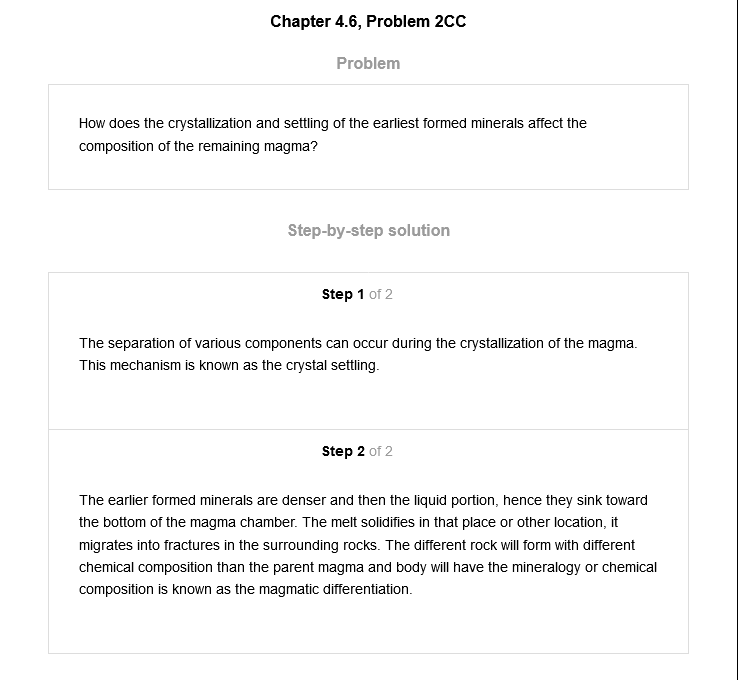 Chapter 4.6, Problem 2CC
Problem
How does the crystallization and settling of the earliest formed minerals affect the
composition of the remaining magma?
Step-by-step solution
Step 1 of 2
The separation of various components can occur during the crystallization of the magma.
This mechanism is known as the crystal settling.
Step 2 of 2
The earlier formed minerals are denser and then the liquid portion, hence they sink toward
the bottom of the magma chamber. The melt solidifies in that place or other location, it
migrates into fractures in the surrounding rocks. The different rock will form with different
chemical composition than the parent magma and body will have the mineralogy or chemical
composition is known as the magmatic differentiation.